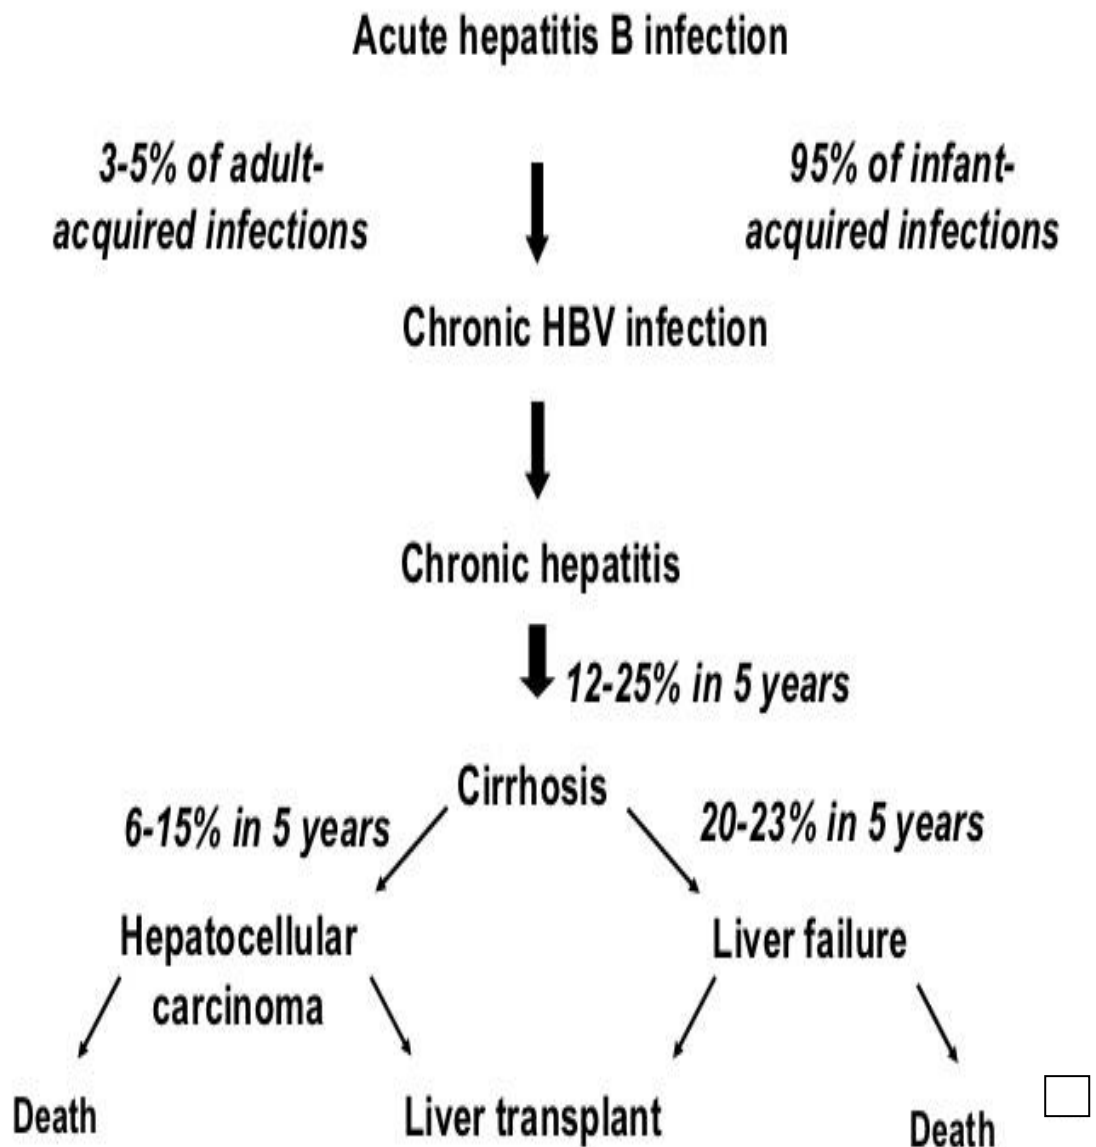 Acute hepatitis B infection
3-5% of adult-
acquired infections
95% of infant-
acquired infections
Chronic HBV infection
Chronic hepatitis
12-25% in 5 years
Cirrhosis
6-15% in 5 years
20-23% in 5 years
Hepatocellular
carcinoma
Liver failure
Death
Liver transplant
Death